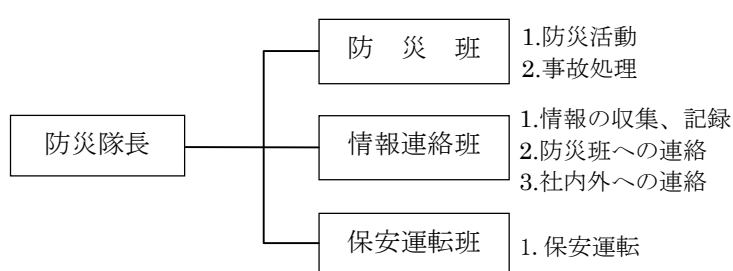 防災隊長
防　災　班
1.防災活動
2.事故処理
情報連絡班
1.情報の収集、記録
2.防災班への連絡
3.社内外への連絡
保安運転班
1. 保安運転